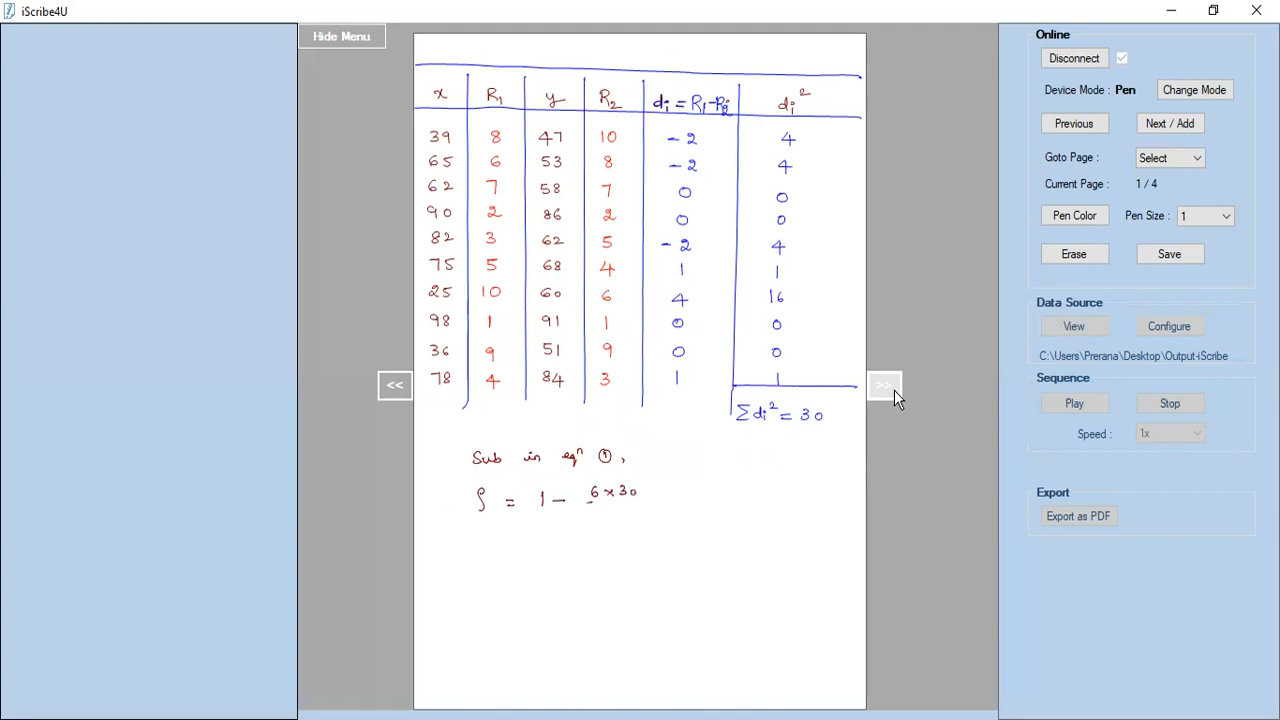 iScribe4U
Hide Menu
x R₁ y R₂ di = R₁-R₂ di²
39 8 47 10 -2 4
65 6 53 8 -2 4
62 7 58 7 0 0
90 2 86 2 0 0
82 3 62 5 -2 4
75 5 68 4 1 1
25 10 60 6 4 16
98 1 91 1 0 0
36 9 51 9 0 0
78 4 84 3 1 1
Σdi² = 30
Sub in eqⁿ ①,
ρ = 1 - 6×30
<<
>>
Online
Disconnect
Device Mode : Pen Change Mode
Previous Next / Add
Goto Page : Select
Current Page : 1 / 4
Pen Color Pen Size : 1
Erase Save
Data Source
View Configure
C:\Users\Prerana\Desktop\Output-iScribe
Sequence
Play Stop
Speed : 1x
Export
Export as PDF